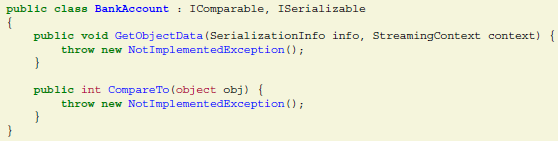 public class BankAccount : IComparable, ISerializable
{
    public void GetObjectData(SerializationInfo info, StreamingContext context) {
        throw new NotImplementedException();
    }

    public int CompareTo(object obj) {
        throw new NotImplementedException();
    }
}